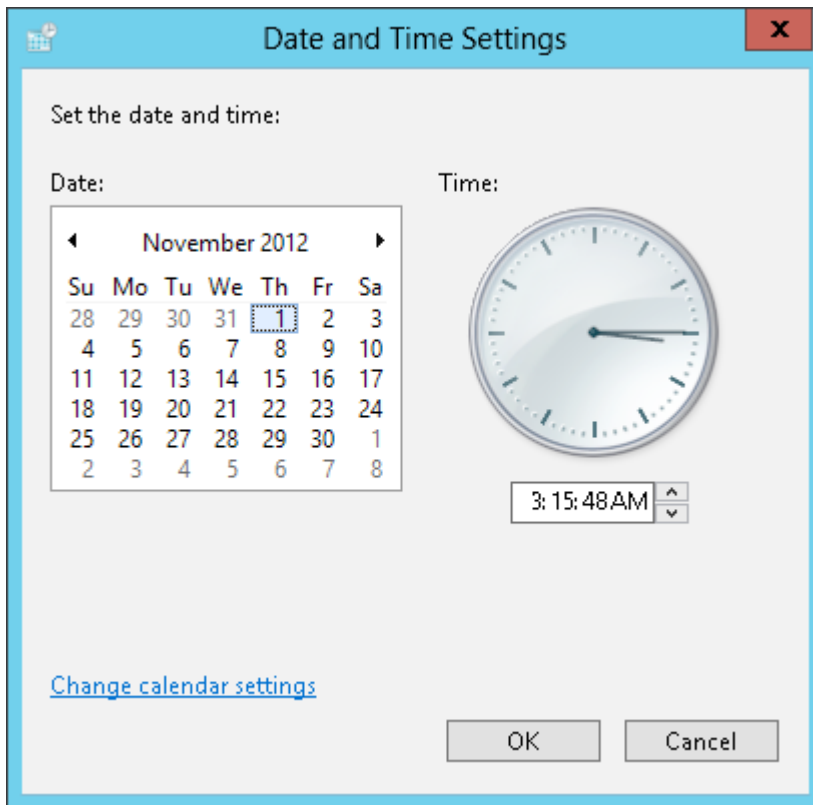 Date and Time Settings
x
Set the date and time:
Date:
Time:
November 2012
Su Mo Tu We Th Fr Sa
28 29 30 31 1 2 3
4 5 6 7 8 9 10
11 12 13 14 15 16 17
18 19 20 21 22 23 24
25 26 27 28 29 30 1
2 3 4 5 6 7 8
3:15:48AM
Change calendar settings
OK
Cancel